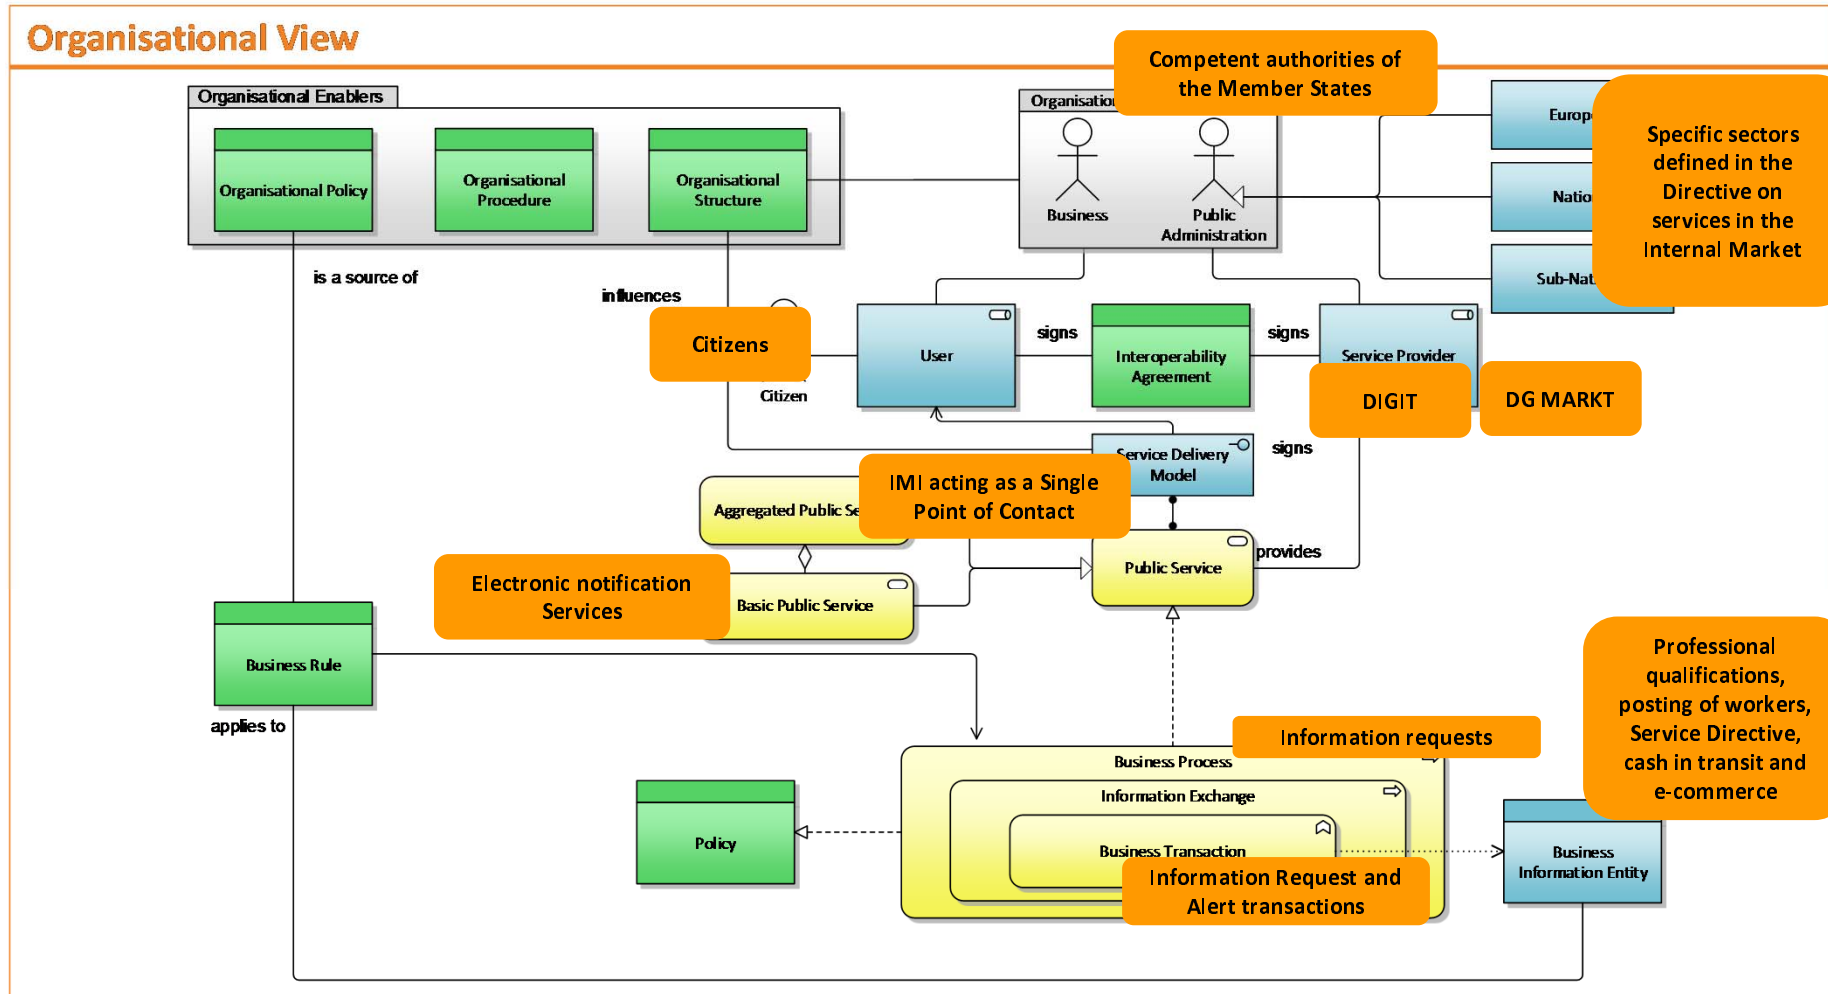 Organisational View
Competent authorities of
the Member States
Organisational Enablers
Organisational Policy
Organisational
Procedure
Organisational
Structure
Business
Public
Administration
Specific sectors
defined in the
Directive on
services in the
Internal Market
is a source of
influences
Citizens
Citizen
User
signs
Interoperability
Agreement
signs
Service Provider
DIGIT
DG MARKT
signs
Service Delivery
Model
IMI acting as a Single
Point of Contact
Aggregated Public
Electronic notification
Services
Basic Public Service
Public Service
provides
Business Rule
applies to
Professional
qualifications,
posting of workers,
Service Directive,
cash in transit and
e-commerce
Information requests
Business Process
Information Exchange
Business Transaction
Information Request and
Alert transactions
Policy
Business
Information Entity